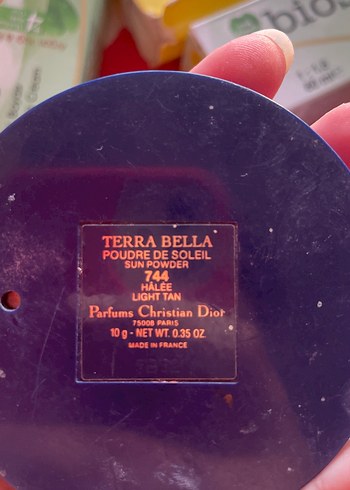 bios
TERRA BELLA
POUDRE DE SOLEIL
SUN POWDER
744
HÂLÉE
LIGHT TAN
Parfums Christian Dior
75008 PARIS
10 g - NET WT. 0.35 OZ.
MADE IN FRANCE